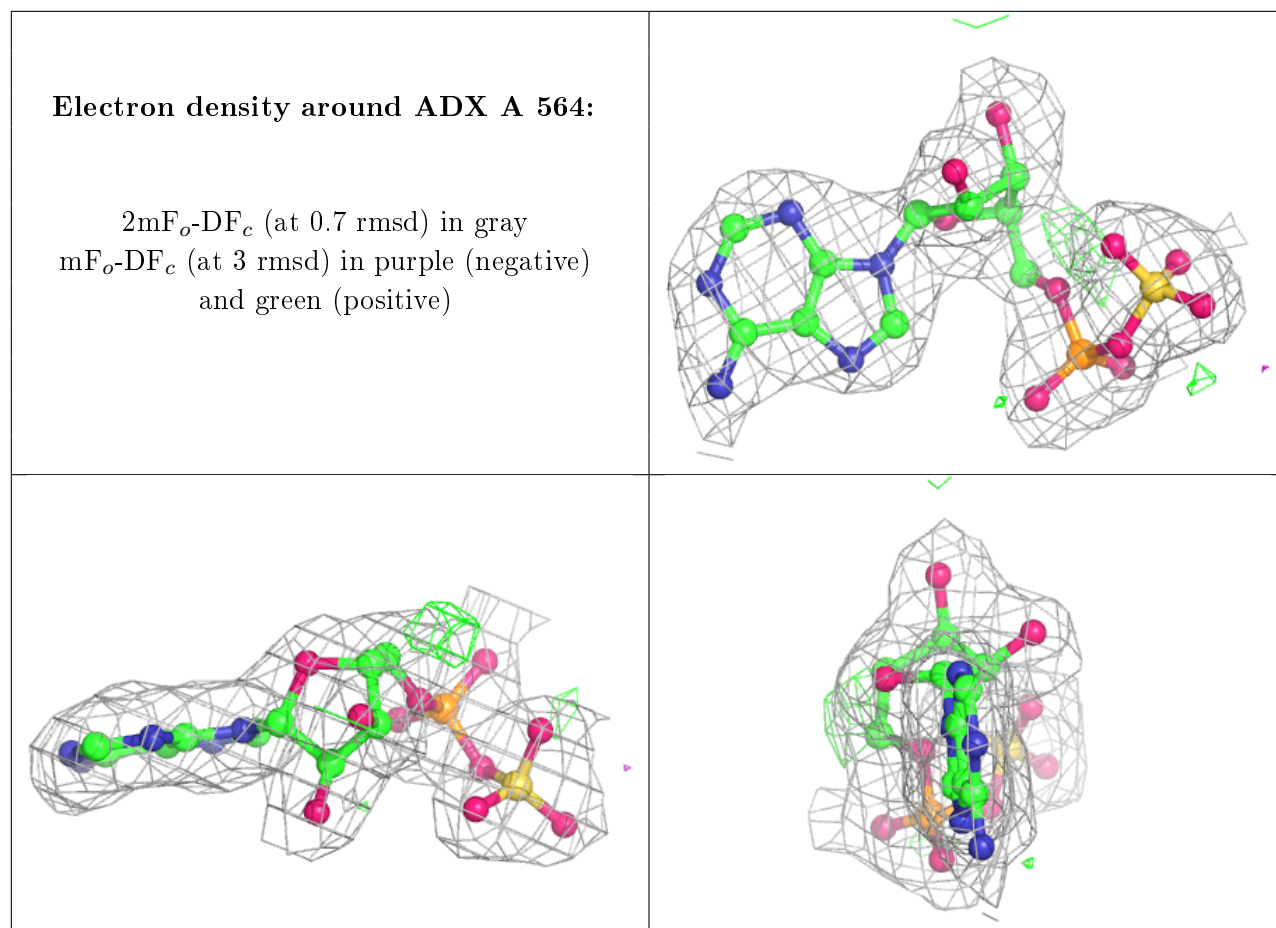 Electron density around ADX A 564:
2mFₒ-DF𝒸 (at 0.7 rmsd) in gray
mFₒ-DF𝒸 (at 3 rmsd) in purple (negative)
and green (positive)